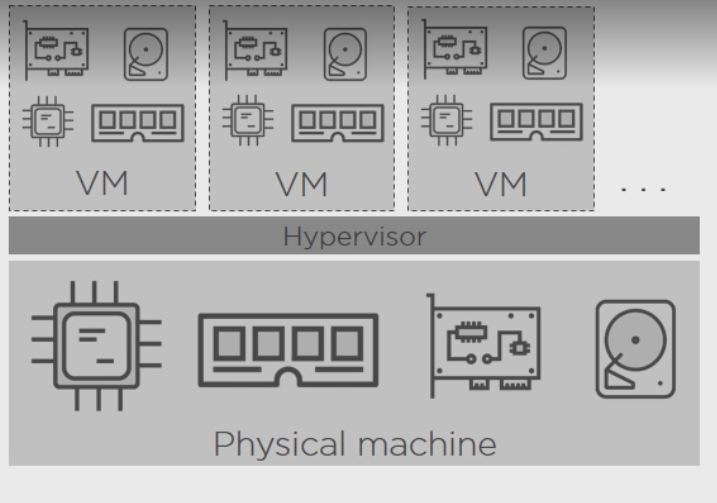 VM
VM
VM
. . .
Hypervisor
Physical machine